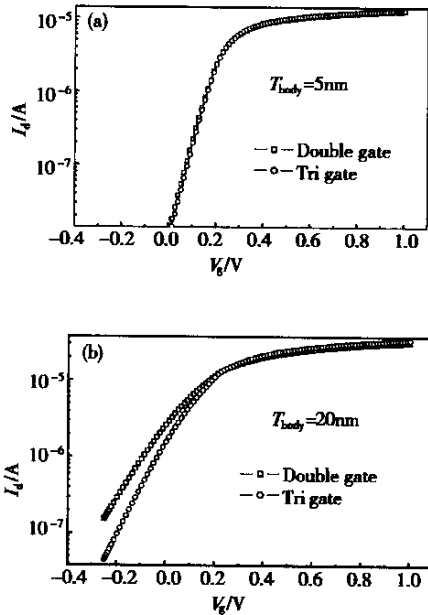 (a)
10⁻⁵
10⁻⁶
10⁻⁷
I_d/A
T_body=5nm
Double gate
Tri gate
−0.4 −0.2 0.0 0.2 0.4 0.6 0.8 1.0
V_g/V
(b)
10⁻⁵
10⁻⁶
10⁻⁷
I_d/A
T_body=20nm
Double gate
Tri gate
−0.4 −0.2 0.0 0.2 0.4 0.6 0.8 1.0
V_g/V